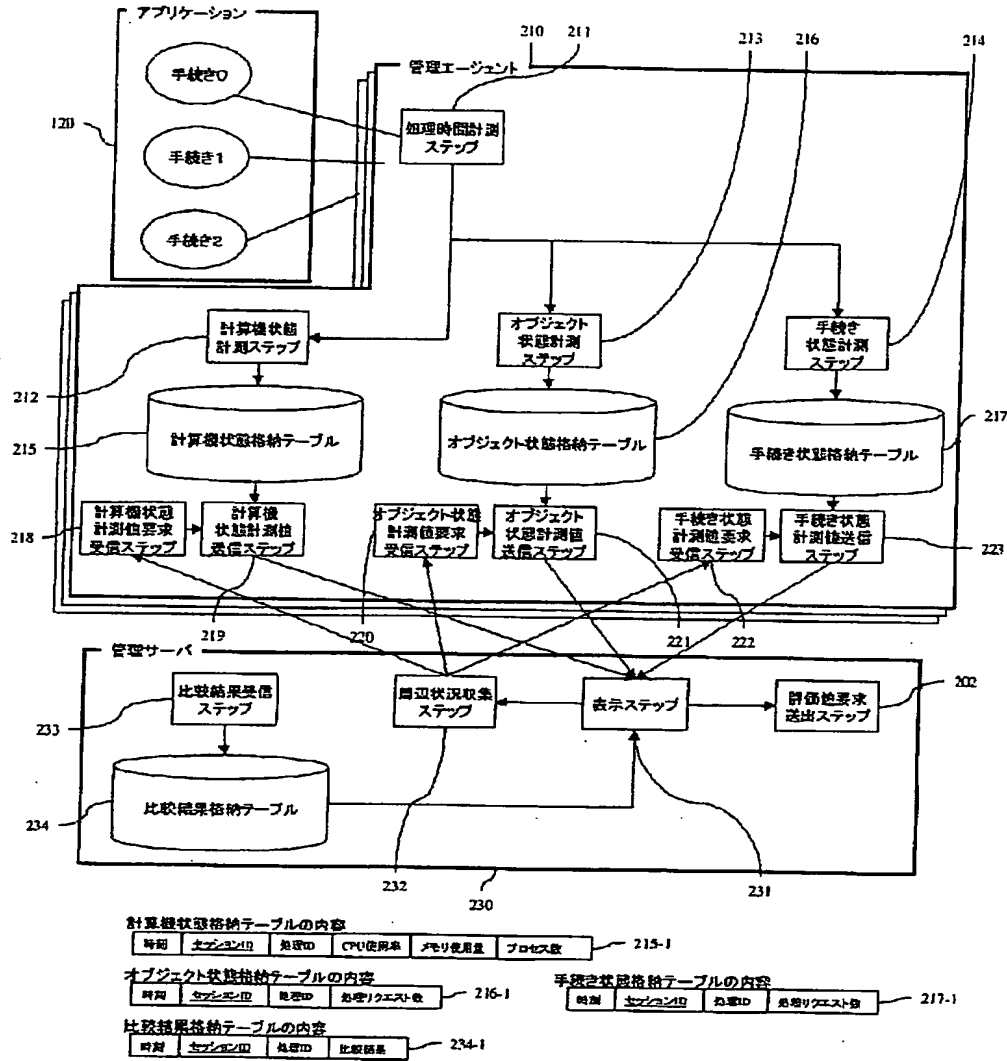 アプリケーション
手続き0
手続き1
手続き2
120
210
211
213
216
214
管理エージェント
処理時間計測
ステップ
計算機状態
計測ステップ
オブジェクト
状態計測
ステップ
手続き
状態計測
ステップ
212
215
計算機状態格納テーブル
オブジェクト状態格納テーブル
手続き状態格納テーブル
217
218
計算機状態
計測値要求
受信ステップ
計算機
状態計測値
送信ステップ
オブジェクト状態
計測値要求
受信ステップ
オブジェクト
状態計測値
送信ステップ
手続き状態
計測値要求
受信ステップ
手続き状態
計測値送信
ステップ
223
219
220
221
222
管理サーバ
233
比較結果受信
ステップ
周辺状況収集
ステップ
表示ステップ
評価値要求
送出ステップ
202
234
比較結果格納テーブル
232
230
231
計算機状態格納テーブルの内容
時刻 セッションID 処理ID CPU使用率 メモリ使用量 プロセス数
215-1
オブジェクト状態格納テーブルの内容
時刻 セッションID 処理ID 処理リクエスト数
216-1
手続き状態格納テーブルの内容
時刻 セッションID 処理ID 処理リクエスト数
217-1
比較結果格納テーブルの内容
時刻 セッションID 処理ID 比較結果
234-1